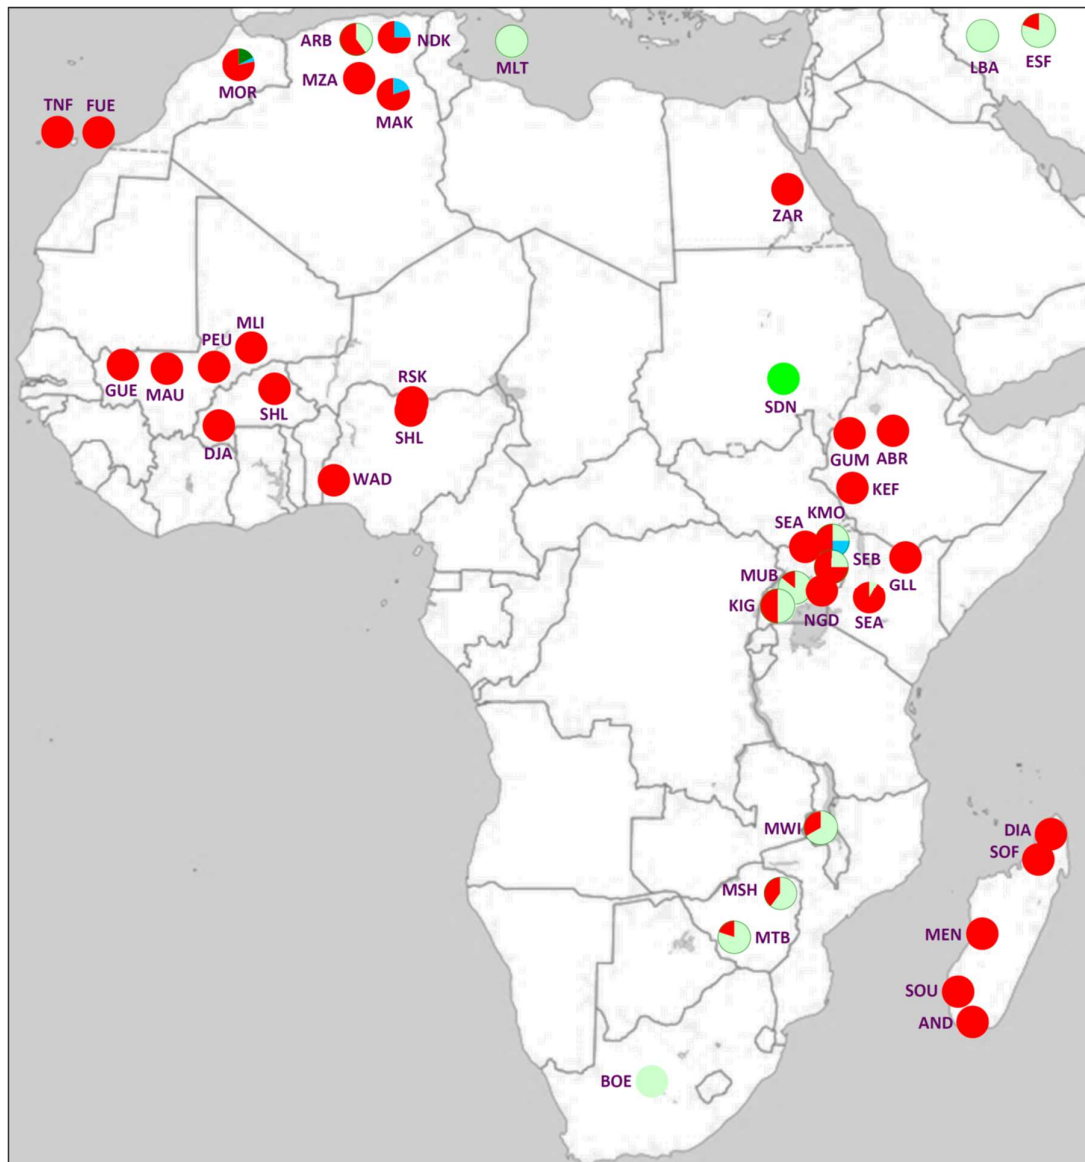 ARB
NDK
MLT
LBA
ESF
MOR
MZA
MAK
TNF
FUE
ZAR
MLI
PEU
GUE
MAU
SHL
RSK
SHL
DJA
WAD
SDN
GUM
ABR
KEF
KMO
SEA
SEB
GLL
MUB
KIG
NGD
SEA
MWI
DIA
SOF
MSH
MTB
MEN
SOU
AND
BOE